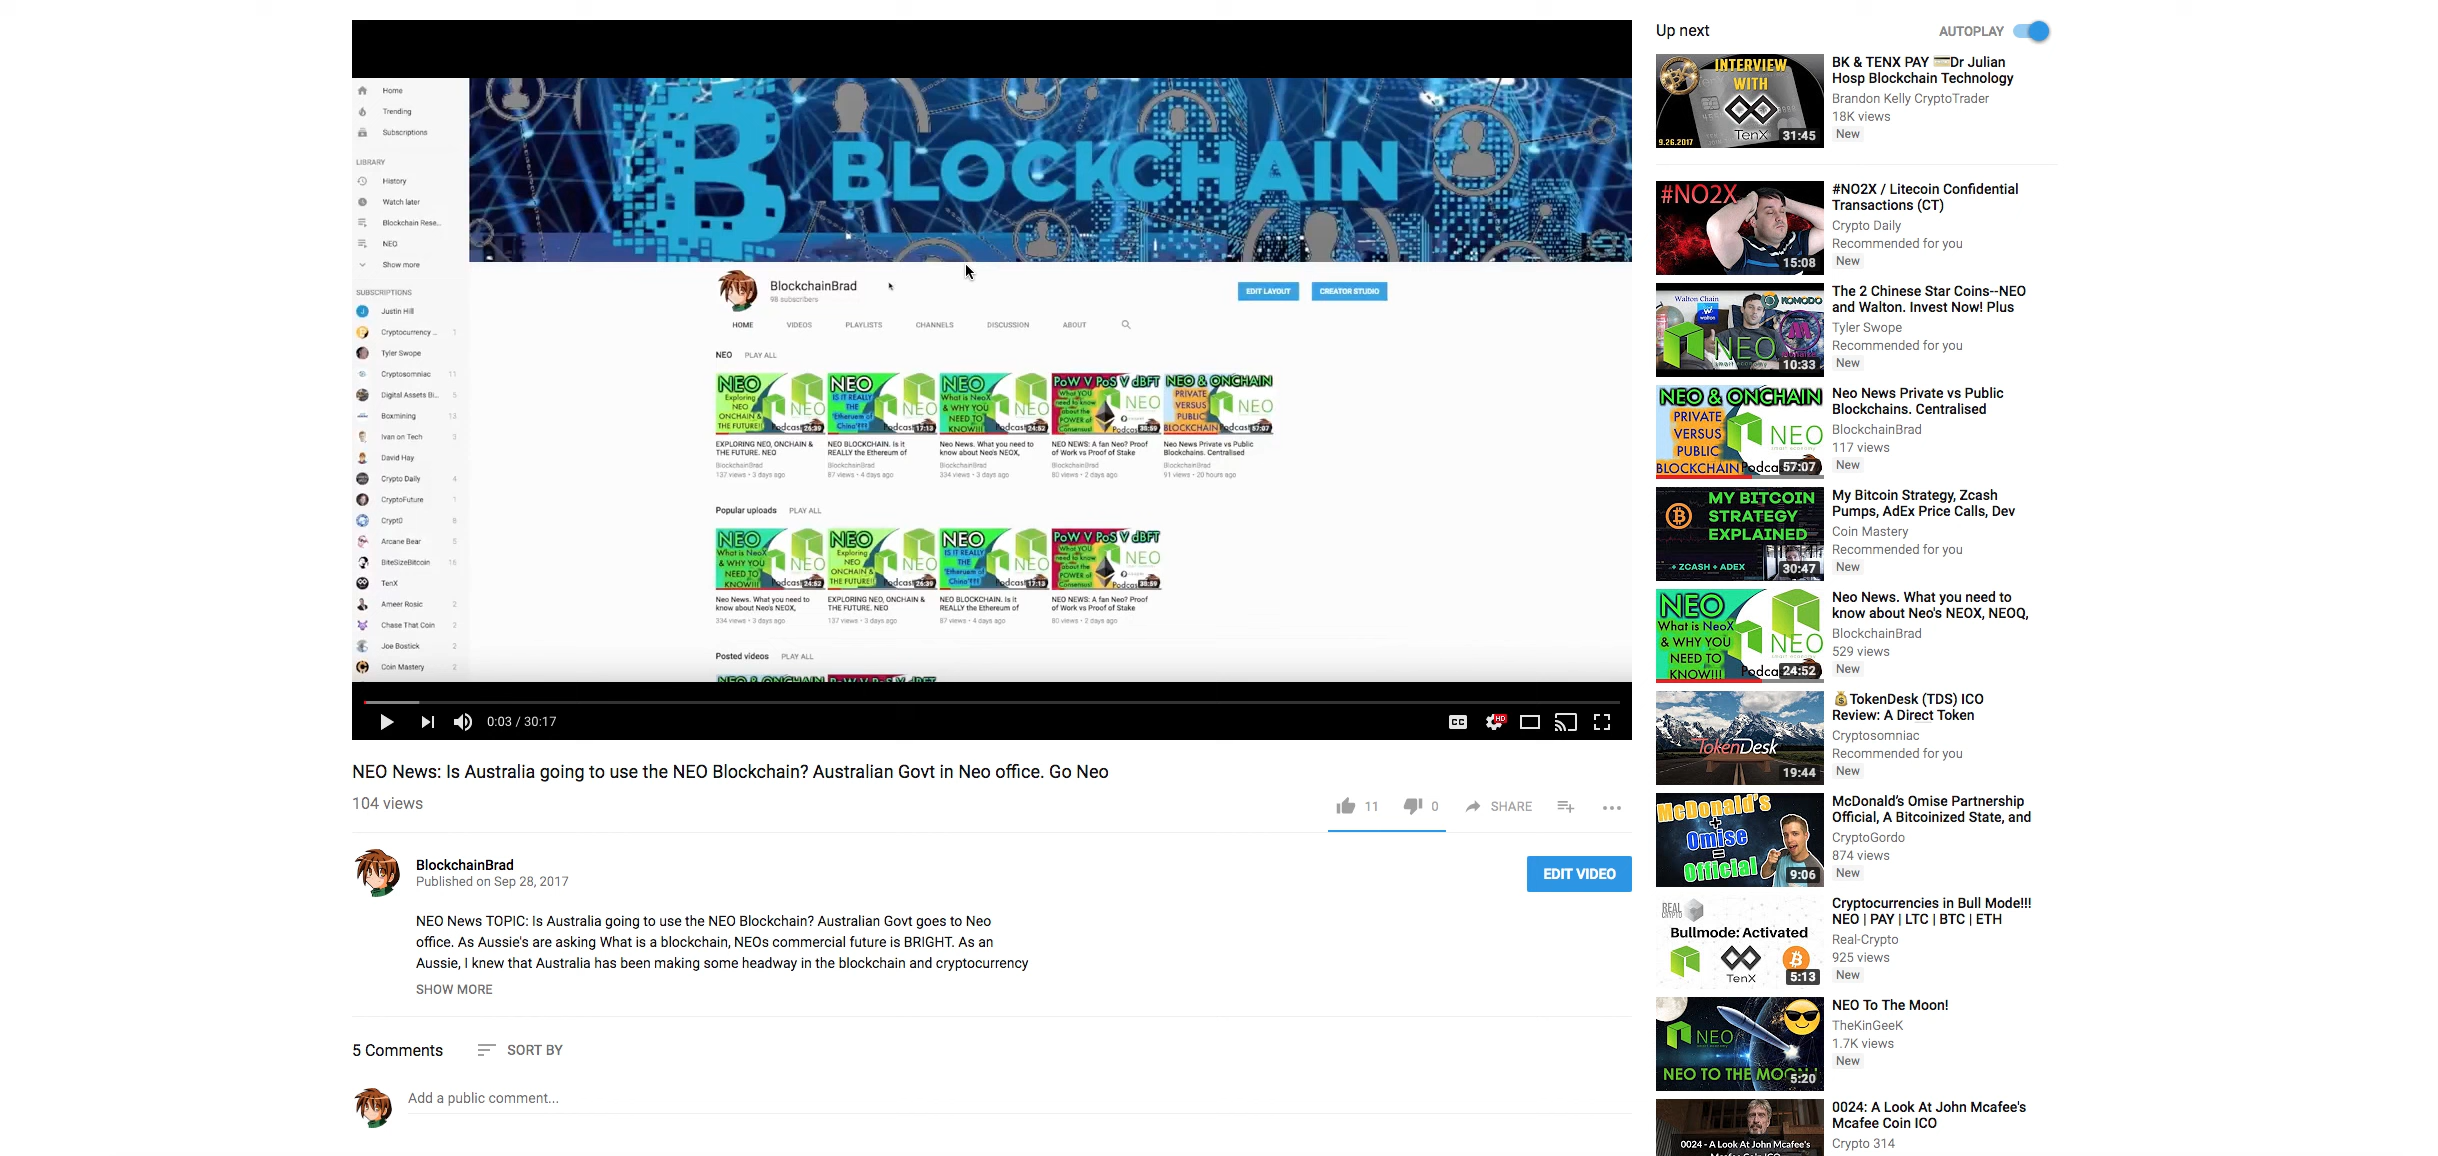 Home
Trending
Subscriptions
LIBRARY
History
Watch later
Blockchain Rese...
NEO
Show more
SUBSCRIPTIONS
Justin Hill
Cryptocurrency ... 1
Tyler Swope
Cryptosomniac 11
Digital Assets Bi... 5
Boxmining 13
Ivan on Tech 3
David Hay
Crypto Daily 4
CryptoFuture 1
Crypt0 8
Arcane Bear 5
BiteSizeBitcoin 16
TenX
Ameer Rosic 2
Chase That Coin 2
Joe Bostick 2
Coin Mastery 2
BLOCKCHAIN
BlockchainBrad
98 subscribers
EDIT LAYOUT CREATOR STUDIO
HOME VIDEOS PLAYLISTS CHANNELS DISCUSSION ABOUT
NEO PLAY ALL
NEO
Exploring
NEO
ONCHAIN &
THE FUTURE!!
NEO
Podcast 26:39
NEO
IS IT REALLY
THE
'Ethereum of
China'?!!
NEO
Podcast 17:13
NEO
What is NeoX
& WHY YOU
NEED TO
KNOW!!!
NEO
Podcast 24:52
PoW V PoS V dBFT
What YOU
need to know
about the
POWER of
Consensus!
NEO
Podcast 38:59
NEO & ONCHAIN
PRIVATE
VERSUS
PUBLIC
BLOCKCHAIN
NEO
Podcast 57:07
EXPLORING NEO, ONCHAIN &
THE FUTURE. NEO
BlockchainBrad
137 views • 3 days ago
NEO BLOCKCHAIN. Is it
REALLY the Ethereum of
BlockchainBrad
87 views • 4 days ago
Neo News. What you need to
know about Neo's NEOX,
BlockchainBrad
334 views • 3 days ago
NEO NEWS: A fan Neo? Proof
of Work vs Proof of Stake
BlockchainBrad
80 views • 2 days ago
Neo News Private vs Public
Blockchains. Centralised
BlockchainBrad
91 views • 20 hours ago
Popular uploads PLAY ALL
NEO
What is NeoX
& WHY YOU
NEED TO
KNOW!!!
NEO
Podcast 24:52
NEO
Exploring
NEO
ONCHAIN &
THE FUTURE!!
NEO
Podcast 26:39
NEO
IS IT REALLY
THE
'Ethereum of
China'?!!
NEO
Podcast 17:13
PoW V PoS V dBFT
What YOU
need to know
about the
POWER of
Consensus!
NEO
Podcast 38:59
Neo News. What you need to
know about Neo's NEOX,
334 views • 3 days ago
EXPLORING NEO, ONCHAIN &
THE FUTURE. NEO
137 views • 3 days ago
NEO BLOCKCHAIN. Is it
REALLY the Ethereum of
87 views • 4 days ago
NEO NEWS: A fan Neo? Proof
of Work vs Proof of Stake
80 views • 2 days ago
Posted videos PLAY ALL
NEO & ONCHAIN PoW V PoS V dBFT
0:03 / 30:17
CC HD
NEO News: Is Australia going to use the NEO Blockchain? Australian Govt in Neo office. Go Neo
104 views
11 0 SHARE
BlockchainBrad
Published on Sep 28, 2017
EDIT VIDEO
NEO News TOPIC: Is Australia going to use the NEO Blockchain? Australian Govt goes to Neo
office. As Aussie's are asking What is a blockchain, NEOs commercial future is BRIGHT. As an
Aussie, I knew that Australia has been making some headway in the blockchain and cryptocurrency
SHOW MORE
5 Comments SORT BY
Add a public comment...
Up next AUTOPLAY
INTERVIEW
WITH
TenX
9.26.2017
31:45
BK & TENX PAY 💳Dr Julian
Hosp Blockchain Technology
Brandon Kelly CryptoTrader
18K views
New
#NO2X
15:08
#NO2X / Litecoin Confidential
Transactions (CT)
Crypto Daily
Recommended for you
New
Walton Chain
walton
KOMODO
NEO
smart economy
10:33
The 2 Chinese Star Coins--NEO
and Walton. Invest Now! Plus
Tyler Swope
Recommended for you
New
NEO & ONCHAIN
PRIVATE
VERSUS
PUBLIC
BLOCKCHAIN
NEO
Podca 57:07
Neo News Private vs Public
Blockchains. Centralised
BlockchainBrad
117 views
New
MY BITCOIN
STRATEGY
EXPLAINED
+ ZCASH + ADEX
30:47
My Bitcoin Strategy, Zcash
Pumps, AdEx Price Calls, Dev
Coin Mastery
Recommended for you
New
NEO
What is NeoX
& WHY YOU
NEED TO
KNOW!!!
NEO
smart economy
Podca 24:52
Neo News. What you need to
know about Neo's NEOX, NEOQ,
BlockchainBrad
529 views
New
TokenDesk
19:44
💰TokenDesk (TDS) ICO
Review: A Direct Token
Cryptosomniac
Recommended for you
New
McDonald's
+
Omise
=
Official
9:06
McDonald's Omise Partnership
Official, A Bitcoinized State, and
CryptoGordo
874 views
New
REAL
CRYPTO
Bullmode: Activated
TenX
5:13
Cryptocurrencies in Bull Mode!!!
NEO | PAY | LTC | BTC | ETH
Real-Crypto
925 views
New
NEO
smart economy
NEO TO THE MOON !
5:20
NEO To The Moon!
TheKinGeeK
1.7K views
New
0024 - A Look At John Mcafee's
Mcafee Coin ICO
0024: A Look At John Mcafee's
Mcafee Coin ICO
Crypto 314